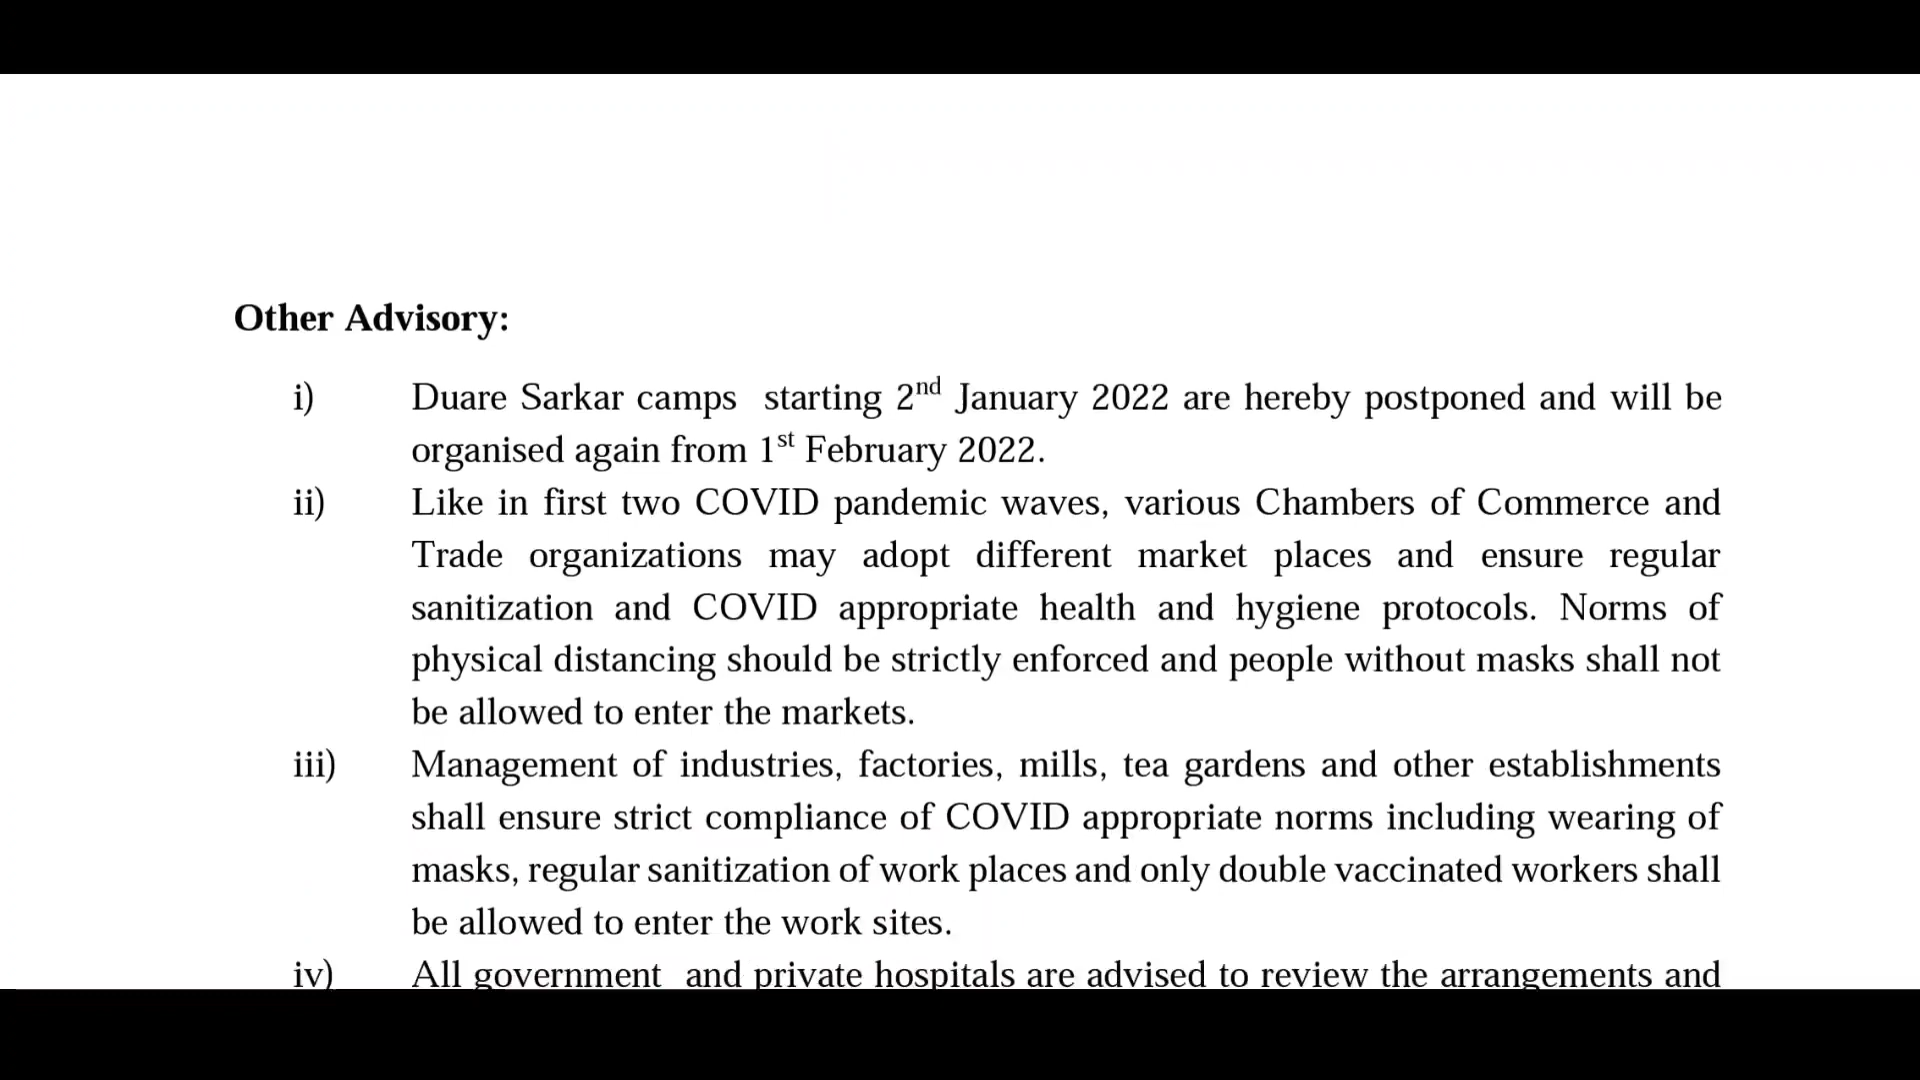 Other Advisory:
i) Duare Sarkar camps starting 2nd January 2022 are hereby postponed and will be
organised again from 1st February 2022.
ii) Like in first two COVID pandemic waves, various Chambers of Commerce and
Trade organizations may adopt different market places and ensure regular
sanitization and COVID appropriate health and hygiene protocols. Norms of
physical distancing should be strictly enforced and people without masks shall not
be allowed to enter the markets.
iii) Management of industries, factories, mills, tea gardens and other establishments
shall ensure strict compliance of COVID appropriate norms including wearing of
masks, regular sanitization of work places and only double vaccinated workers shall
be allowed to enter the work sites.
iv) All government and private hospitals are advised to review the arrangements and